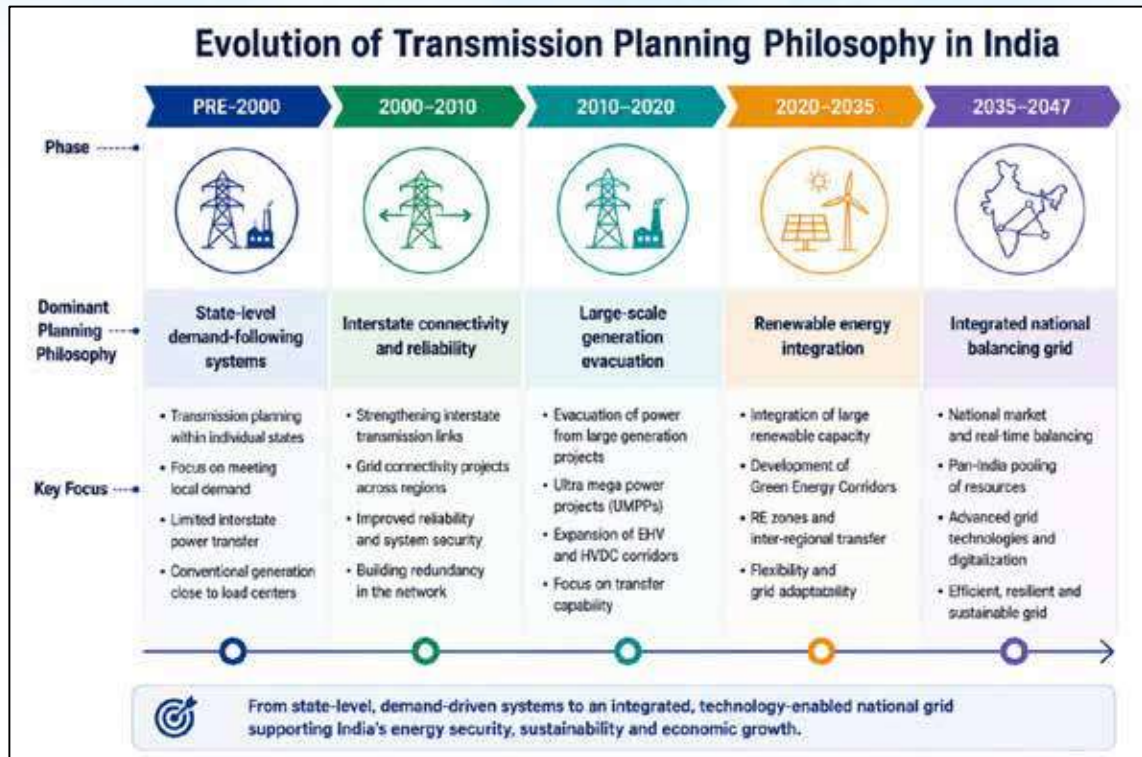 Evolution of Transmission Planning Philosophy in India
PRE-2000
2000-2010
2010-2020
2020-2035
2035-2047
Phase
Dominant
Planning
Philosophy
State-level
demand-following
systems
Interstate connectivity
and reliability
Large-scale
generation
evacuation
Renewable energy
integration
Integrated national
balancing grid
Key Focus
• Transmission planning
within individual states
• Focus on meeting
local demand
• Limited interstate
power transfer
• Conventional generation
close to load centers
• Strengthening interstate
transmission links
• Grid connectivity projects
across regions
• Improved reliability
and system security
• Building redundancy
in the network
• Evacuation of power
from large generation
projects
• Ultra mega power
projects (UMPPs)
• Expansion of EHV
and HVDC corridors
• Focus on transfer
capability
• Integration of large
renewable capacity
• Development of
Green Energy Corridors
• RE zones and
inter-regional transfer
• Flexibility and
grid adaptability
• National market
and real-time balancing
• Pan-India pooling
of resources
• Advanced grid
technologies and
digitalization
• Efficient, resilient and
sustainable grid
From state-level, demand-driven systems to an integrated, technology-enabled national grid
supporting India's energy security, sustainability and economic growth.